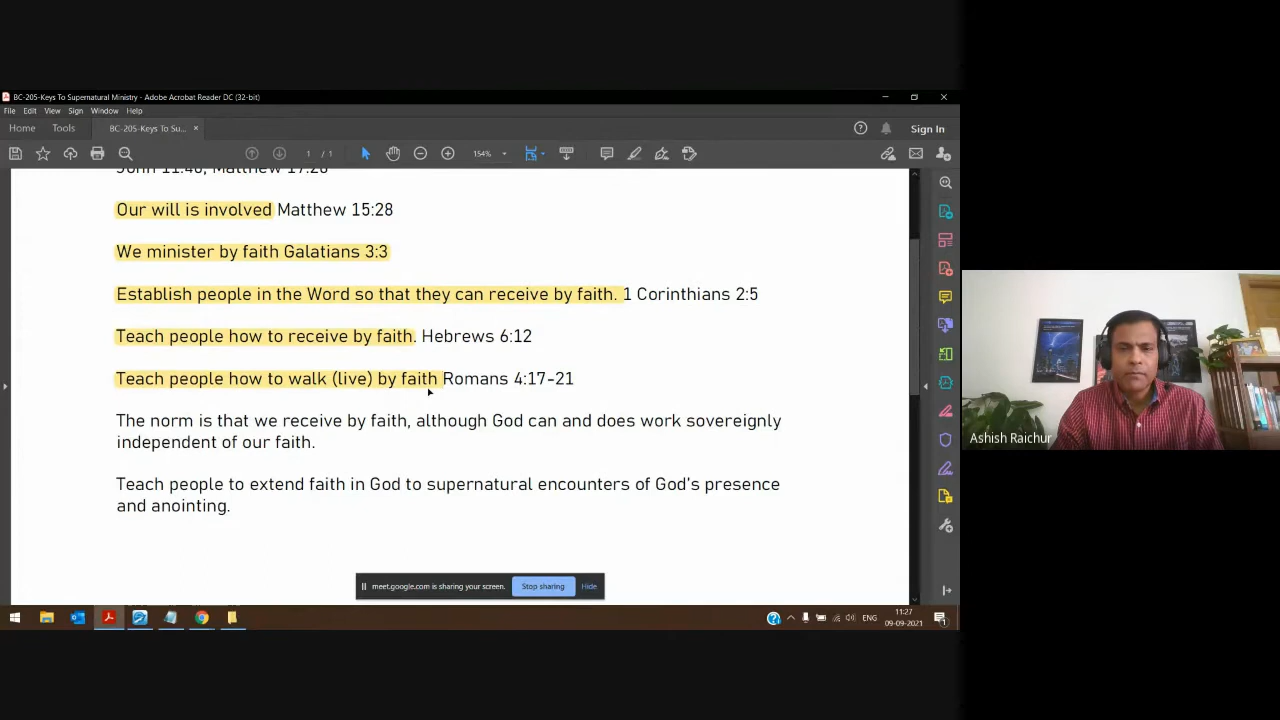 BC-205-Keys To Supernatural Ministry - Adobe Acrobat Reader DC (32-bit)
File Edit View Sign Window Help
Home Tools BC-205-Keys To Su... × Sign In
1 / 1 154%
John 11:40, Matthew 17:20
Our will is involved Matthew 15:28
We minister by faith Galatians 3:3
Establish people in the Word so that they can receive by faith. 1 Corinthians 2:5
Teach people how to receive by faith. Hebrews 6:12
Teach people how to walk (live) by faith Romans 4:17-21
The norm is that we receive by faith, although God can and does work sovereignly
independent of our faith.
Teach people to extend faith in God to supernatural encounters of God's presence
and anointing.
meet.google.com is sharing your screen. Stop sharing Hide
ENG
11:27
09-09-2021
Ashish Raichur